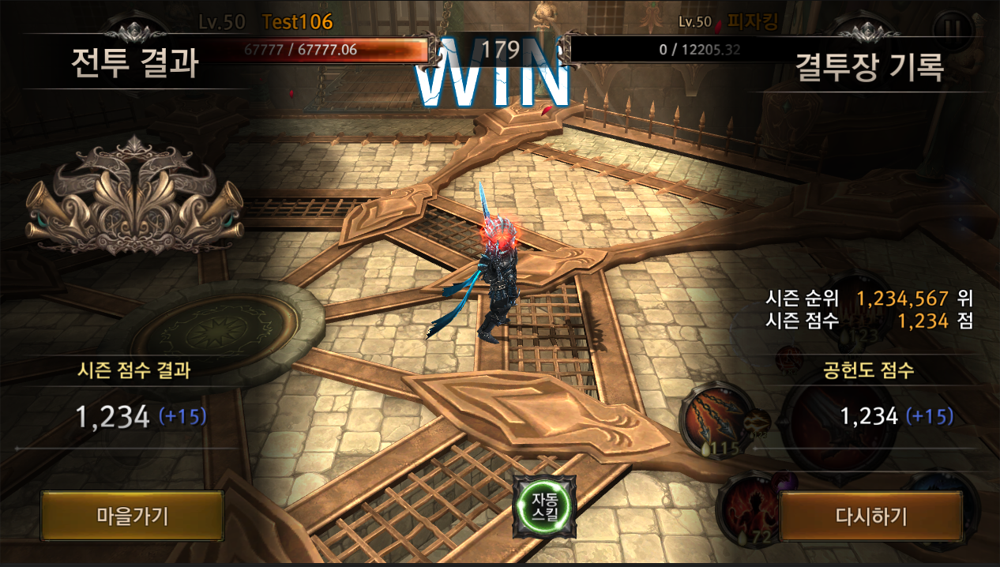 Lv.50 Test106
Lv.50 피자킹
전투 결과
67777 / 67777.06
179
0 / 12205.32
결투장 기록
WIN
시즌 순위 1,234,567 위
시즌 점수 1,234 점
123
시즌 점수 결과
공헌도 점수
1,234 (+15)
1,234 (+15)
115
자동
스킬
마을가기
다시하기
72